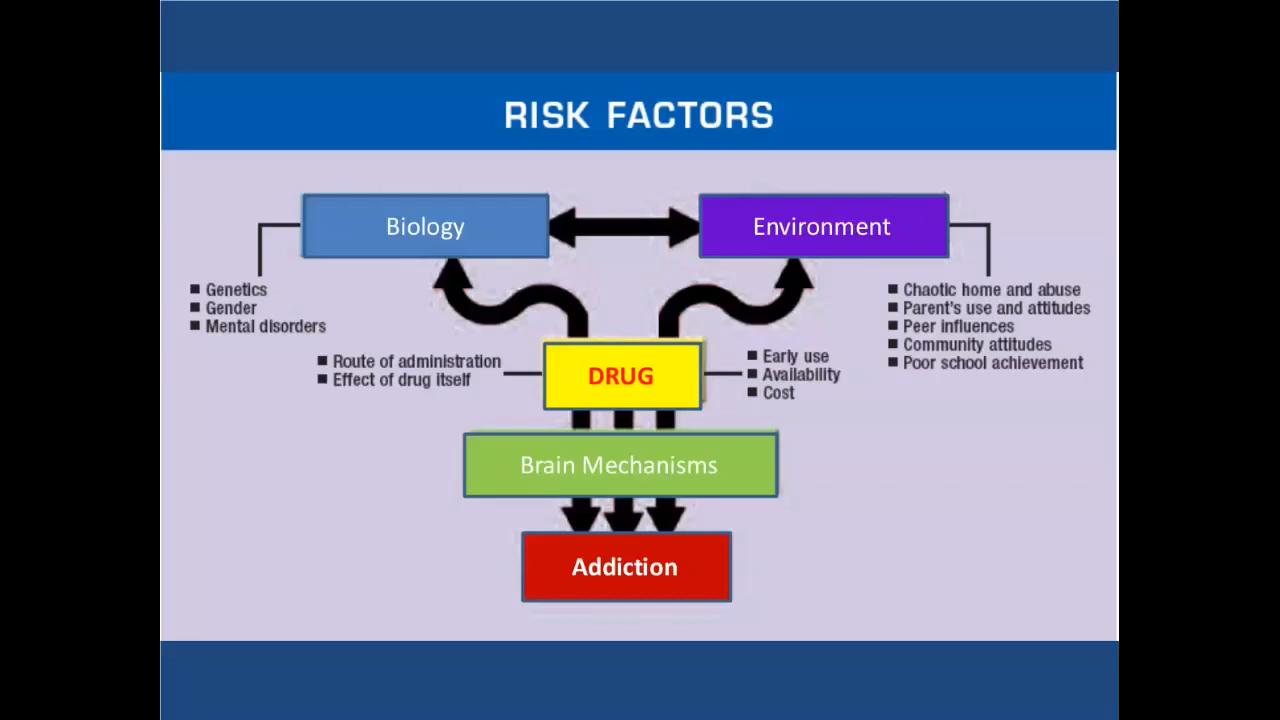 RISK FACTORS
Biology
Environment
■ Genetics
■ Gender
■ Mental disorders
■ Chaotic home and abuse
■ Parent's use and attitudes
■ Peer influences
■ Community attitudes
■ Poor school achievement
■ Route of administration
■ Effect of drug itself
DRUG
■ Early use
■ Availability
■ Cost
Brain Mechanisms
Addiction